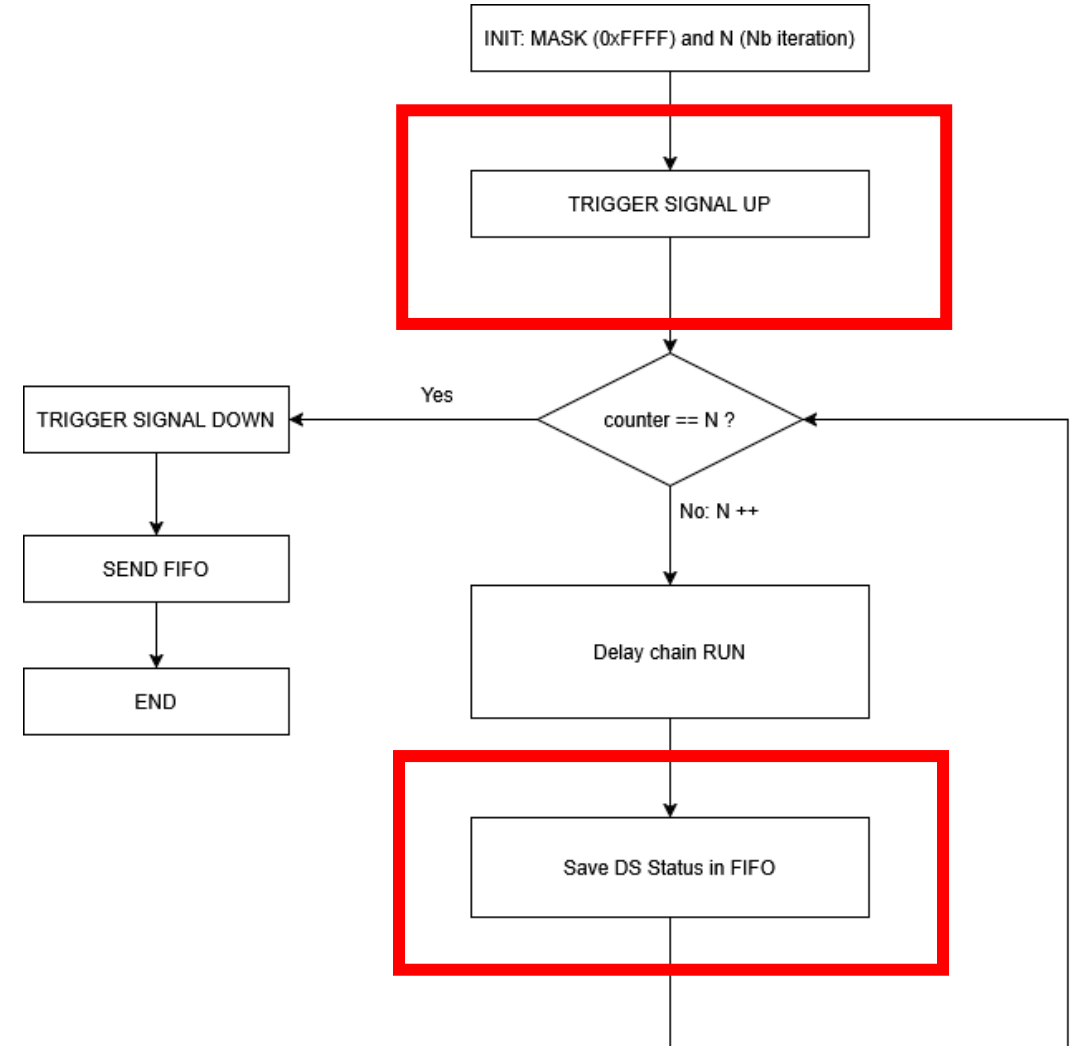 INIT: MASK (0xFFFF) and N (Nb iteration)
TRIGGER SIGNAL UP
Yes
TRIGGER SIGNAL DOWN
counter == N ?
No: N ++
SEND FIFO
Delay chain RUN
END
Save DS Status in FIFO